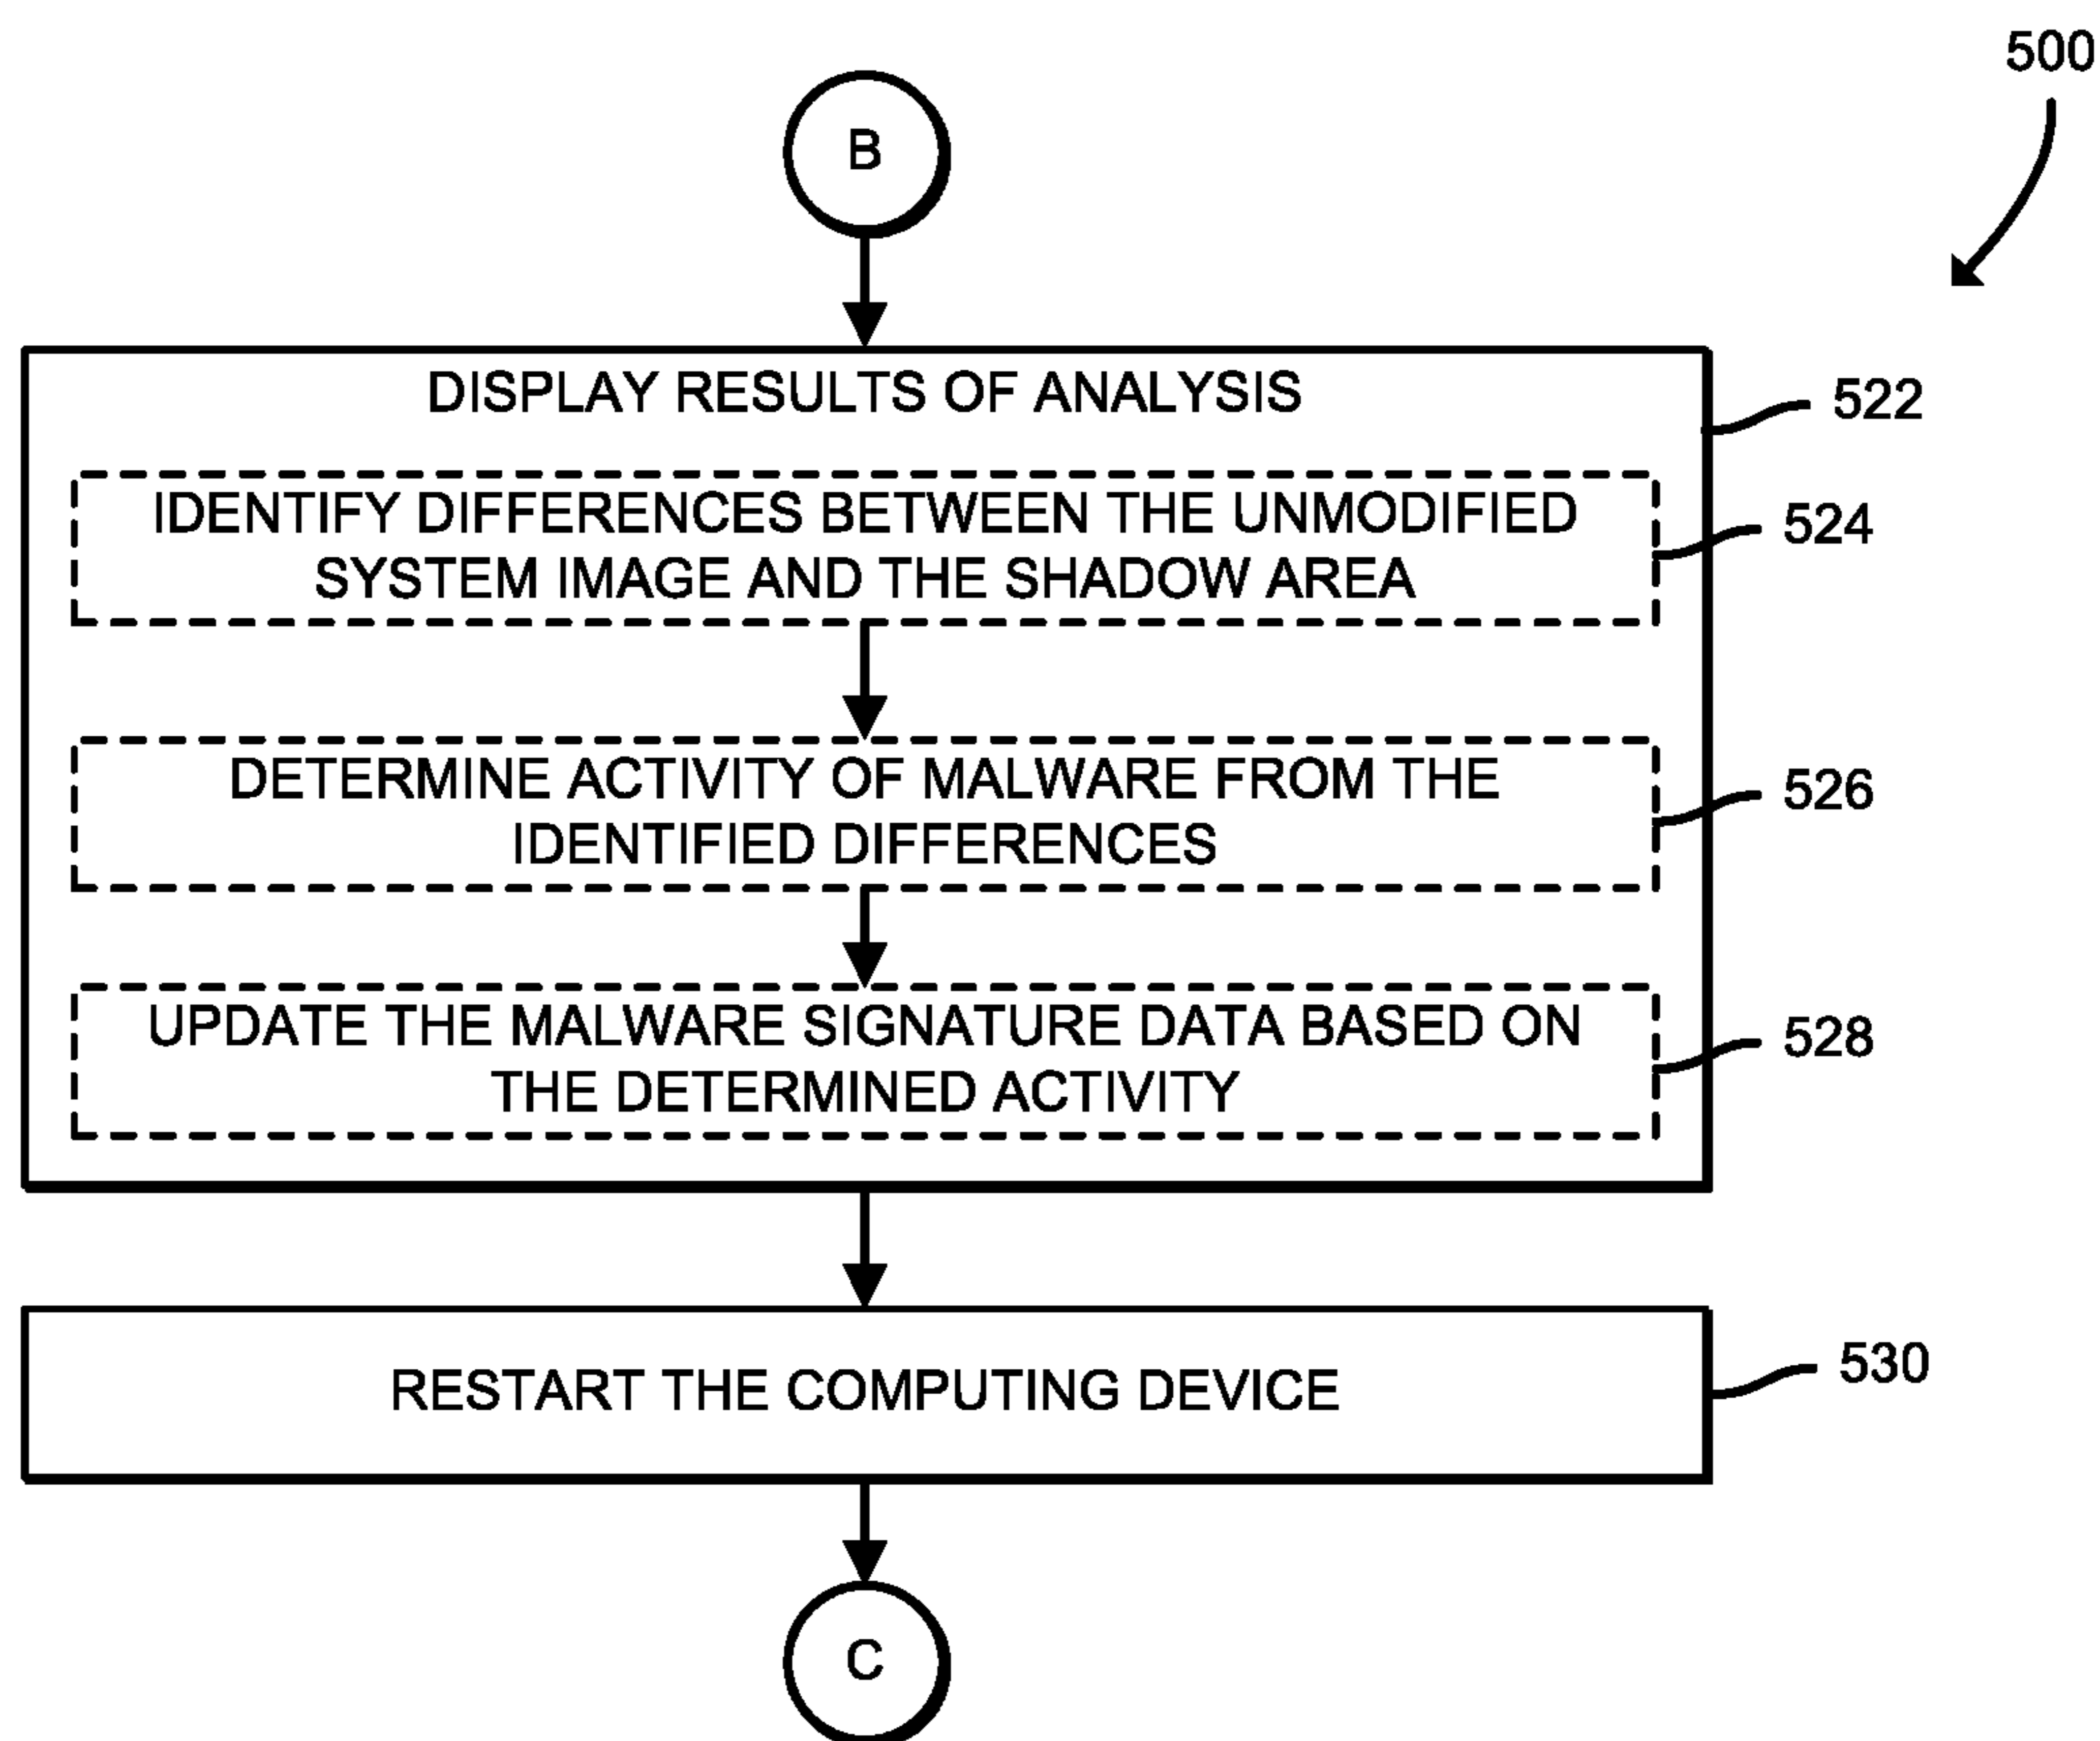 500
B
DISPLAY RESULTS OF ANALYSIS
522
IDENTIFY DIFFERENCES BETWEEN THE UNMODIFIED
SYSTEM IMAGE AND THE SHADOW AREA
524
DETERMINE ACTIVITY OF MALWARE FROM THE
IDENTIFIED DIFFERENCES
526
UPDATE THE MALWARE SIGNATURE DATA BASED ON
THE DETERMINED ACTIVITY
528
RESTART THE COMPUTING DEVICE
530
C